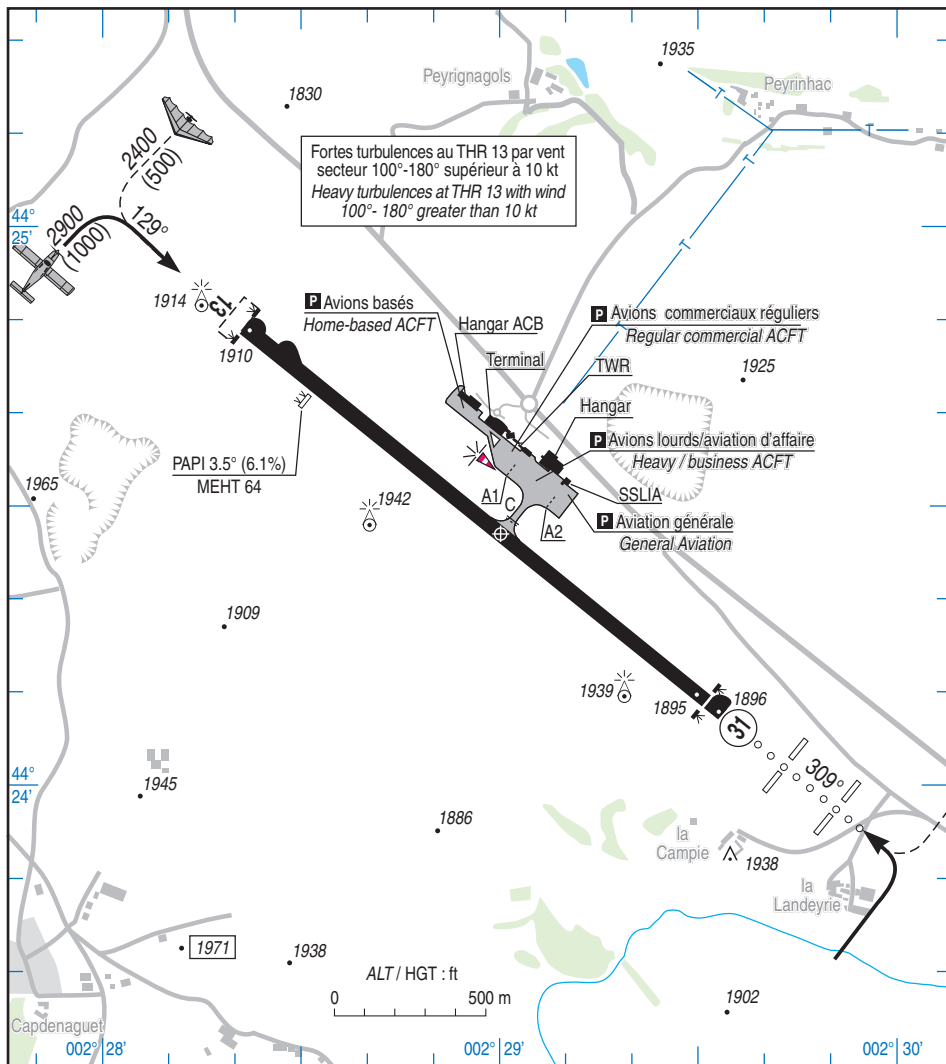 1935
Peyrignagols
Peyrinhac
1830
2400
(500)
T
T
T
T
Fortes turbulences au THR 13 par vent
secteur 100°-180° supérieur à 10 kt
Heavy turbulences at THR 13 with wind
100°- 180° greater than 10 kt
44°
25'
2900
(1000)
129°
1914
13
1910
P Avions basés
Home-based ACFT
Hangar ACB
Terminal
P Avions commerciaux réguliers
Regular commercial ACFT
TWR
1925
Hangar
P Avions lourds/aviation d'affaire
Heavy / business ACFT
PAPI 3.5° (6.1%)
MEHT 64
SSLIA
1965
1942
A1
C
A2
P Aviation générale
General Aviation
1909
1939
1895
1896
31
309°
44°
24'
1945
1886
la
Campie
1938
la
Landeyrie
1971
1938
ALT / HGT : ft
0
500 m
1902
Capdenaguet
002° 28'
002° 29'
002° 30'